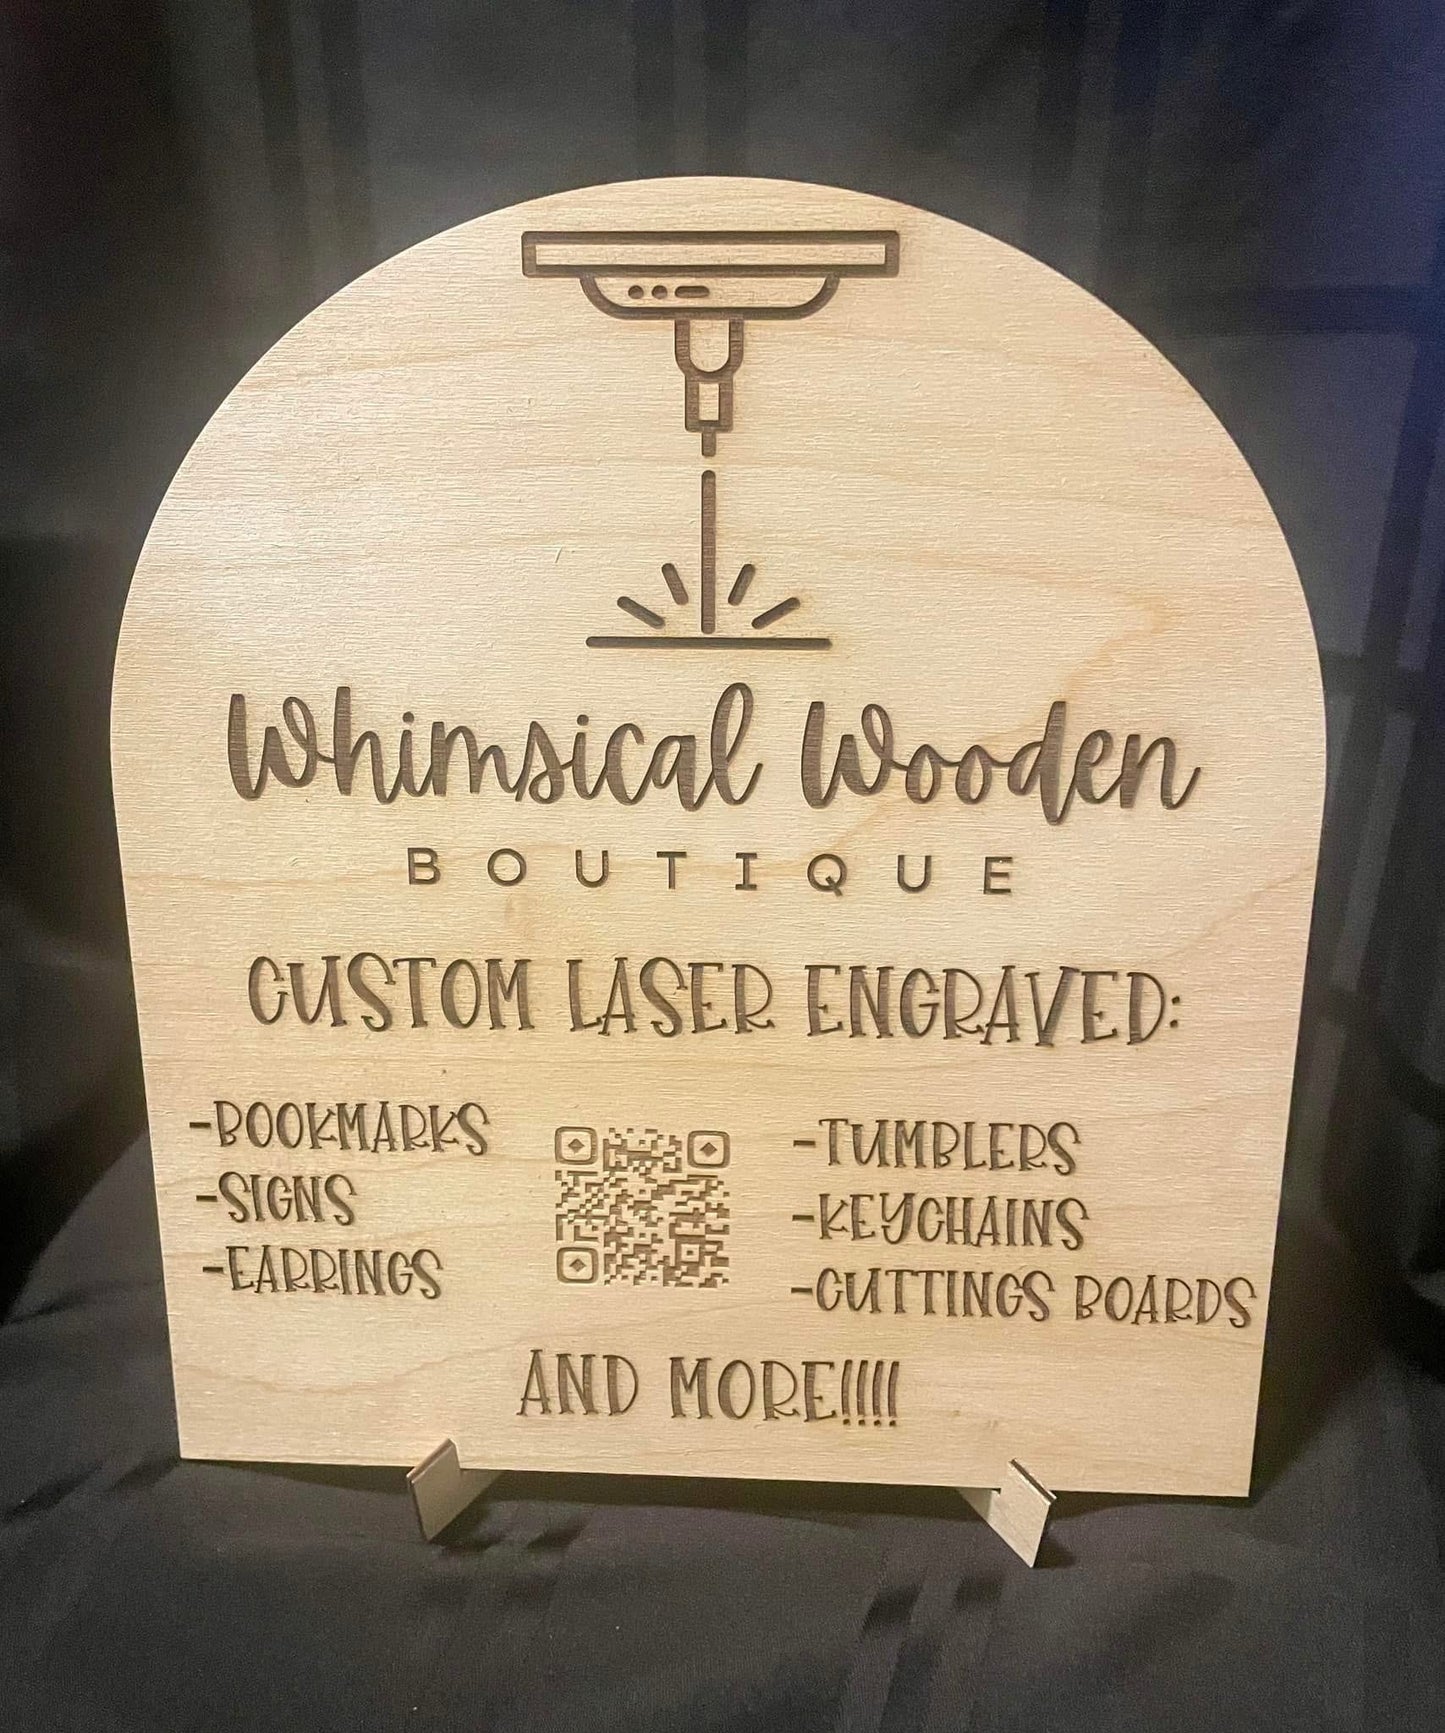 Whimsical Wooden
BOUTIQUE
CUSTOM LASER ENGRAVED:
-BOOKMARKS
-SIGNS
-EARRINGS
-TUMBLERS
-KEYCHAINS
-CUTTINGS BOARDS
AND MORE!!!!